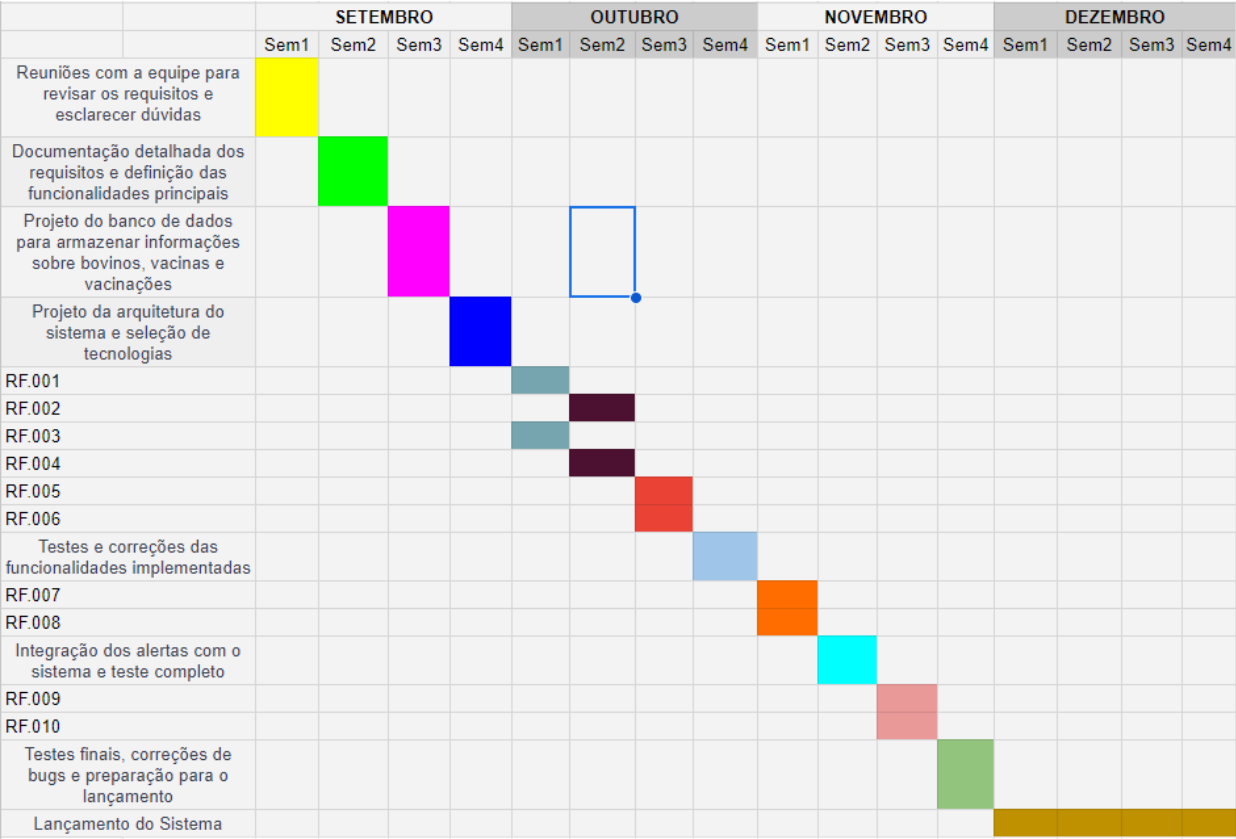 SETEMBRO OUTUBRO NOVEMBRO DEZEMBRO
Sem1 Sem2 Sem3 Sem4 Sem1 Sem2 Sem3 Sem4 Sem1 Sem2 Sem3 Sem4 Sem1 Sem2 Sem3 Sem4
Reuniões com a equipe para
revisar os requisitos e
esclarecer dúvidas
Documentação detalhada dos
requisitos e definição das
funcionalidades principais
Projeto do banco de dados
para armazenar informações
sobre bovinos, vacinas e
vacinações
Projeto da arquitetura do
sistema e seleção de
tecnologias
RF.001
RF.002
RF.003
RF.004
RF.005
RF.006
Testes e correções das
funcionalidades implementadas
RF.007
RF.008
Integração dos alertas com o
sistema e teste completo
RF.009
RF.010
Testes finais, correções de
bugs e preparação para o
lançamento
Lançamento do Sistema